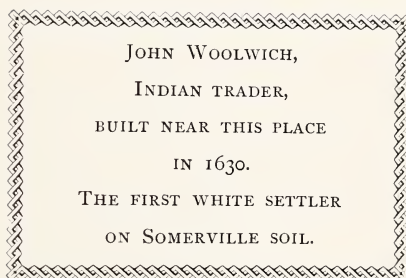 John Woolwich,
Indian trader,
built near this place
in 1630.
The first white settler
on Somerville soil.